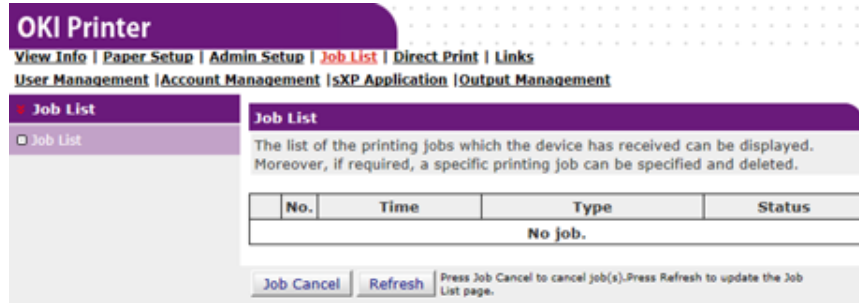 OKI Printer
View Info | Paper Setup | Admin Setup | Job List | Direct Print | Links
User Management |Account Management |sXP Application |Output Management
Job List
Job List
Job List
The list of the printing jobs which the device has received can be displayed.
Moreover, if required, a specific printing job can be specified and deleted.
No. Time Type Status
No job.
Job Cancel Refresh Press Job Cancel to cancel job(s).Press Refresh to update the Job
List page.